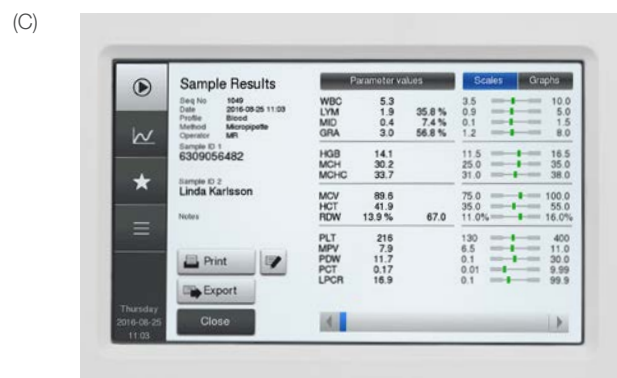 (C)
Sample Results
Seq No 1049
Date 2016-08-25 11:03
Profile Blood
Method Micropipette
Operator MR
Sample ID 1
6309056482
Sample ID 2
Linda Karlsson
Notes
Print
Export
Close
Thursday
2016-08-25
11:03
Parameter values Scales Graphs
WBC 5.3 3.5 10.0
LYM 1.9 35.8 % 0.9 5.0
MID 0.4 7.4 % 0.1 1.5
GRA 3.0 56.8 % 1.2 8.0
HGB 14.1 11.5 16.5
MCH 30.2 25.0 35.0
MCHC 33.7 31.0 38.0
MCV 89.6 75.0 100.0
HCT 41.9 35.0 55.0
RDW 13.9 % 67.0 11.0% 16.0%
PLT 216 130 400
MPV 7.9 6.5 11.0
PDW 11.7 0.1 30.0
PCT 0.17 0.01 9.99
LPCR 16.9 0.1 99.9